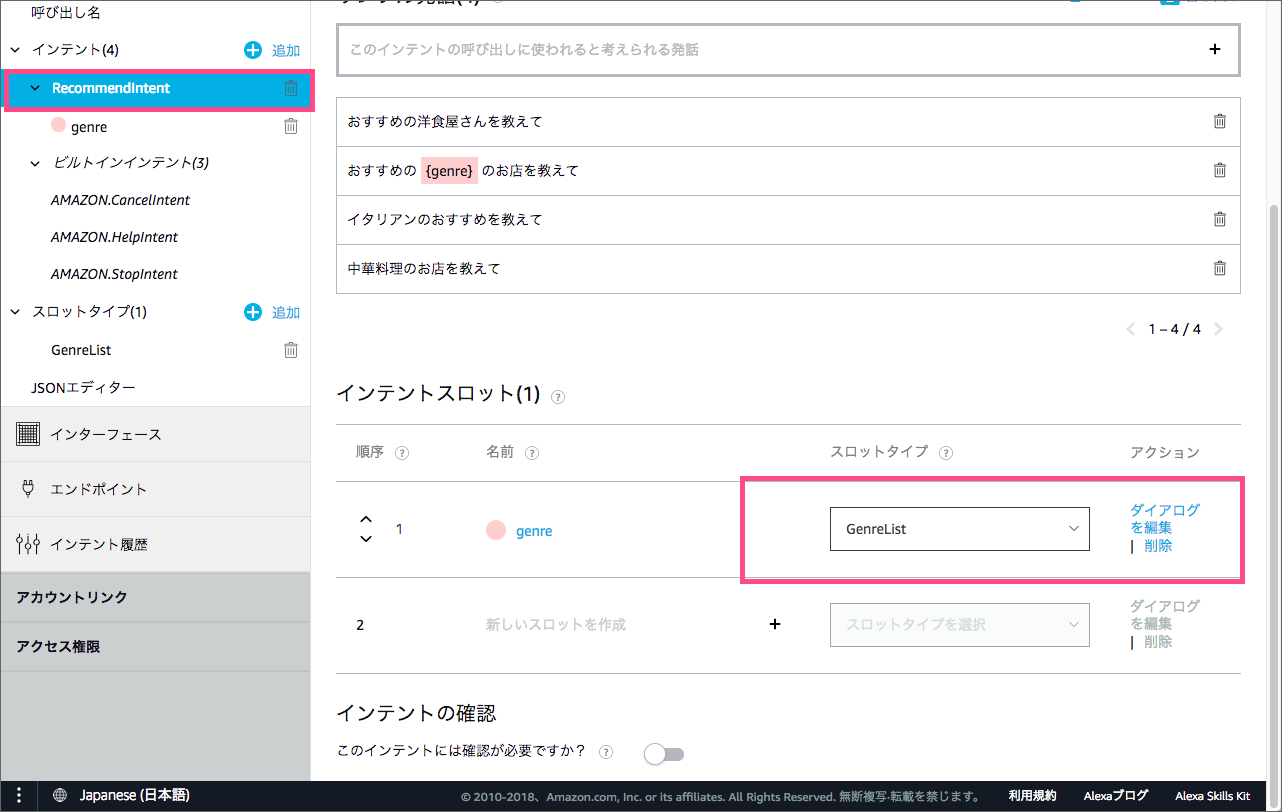 呼び出し名
インテント(4)
追加
RecommendIntent
genre
ビルトインインテント(3)
AMAZON.CancelIntent
AMAZON.HelpIntent
AMAZON.StopIntent
スロットタイプ(1)
追加
GenreList
JSONエディター
インターフェース
エンドポイント
インテント履歴
アカウントリンク
アクセス権限
このインテントの呼び出しに使われると考えられる発話
おすすめの洋食屋さんを教えて
おすすめの {genre} のお店を教えて
イタリアンのおすすめを教えて
中華料理のお店を教えて
1 – 4 / 4
インテントスロット(1) ?
順序 ? 名前 ? スロットタイプ ? アクション
1 genre GenreList
ダイアログ
を編集
| 削除
2 新しいスロットを作成 スロットタイプを選択
ダイアログ
を編集
| 削除
インテントの確認
このインテントには確認が必要ですか？ ?
Japanese (日本語)
© 2010-2018、Amazon.com, Inc. or its affiliates. All Rights Reserved. 無断複写·転載を禁じます。
利用規約 Alexaブログ Alexa Skills Kit